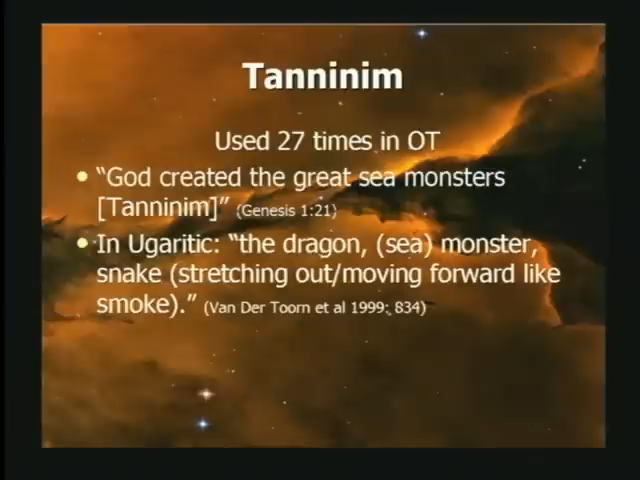 Tanninim
Used 27 times in OT
• “God created the great sea monsters
[Tanninim]” (Genesis 1:21)
• In Ugaritic: “the dragon, (sea) monster,
snake (stretching out/moving forward like
smoke).” (Van Der Toorn et al 1999: 834)